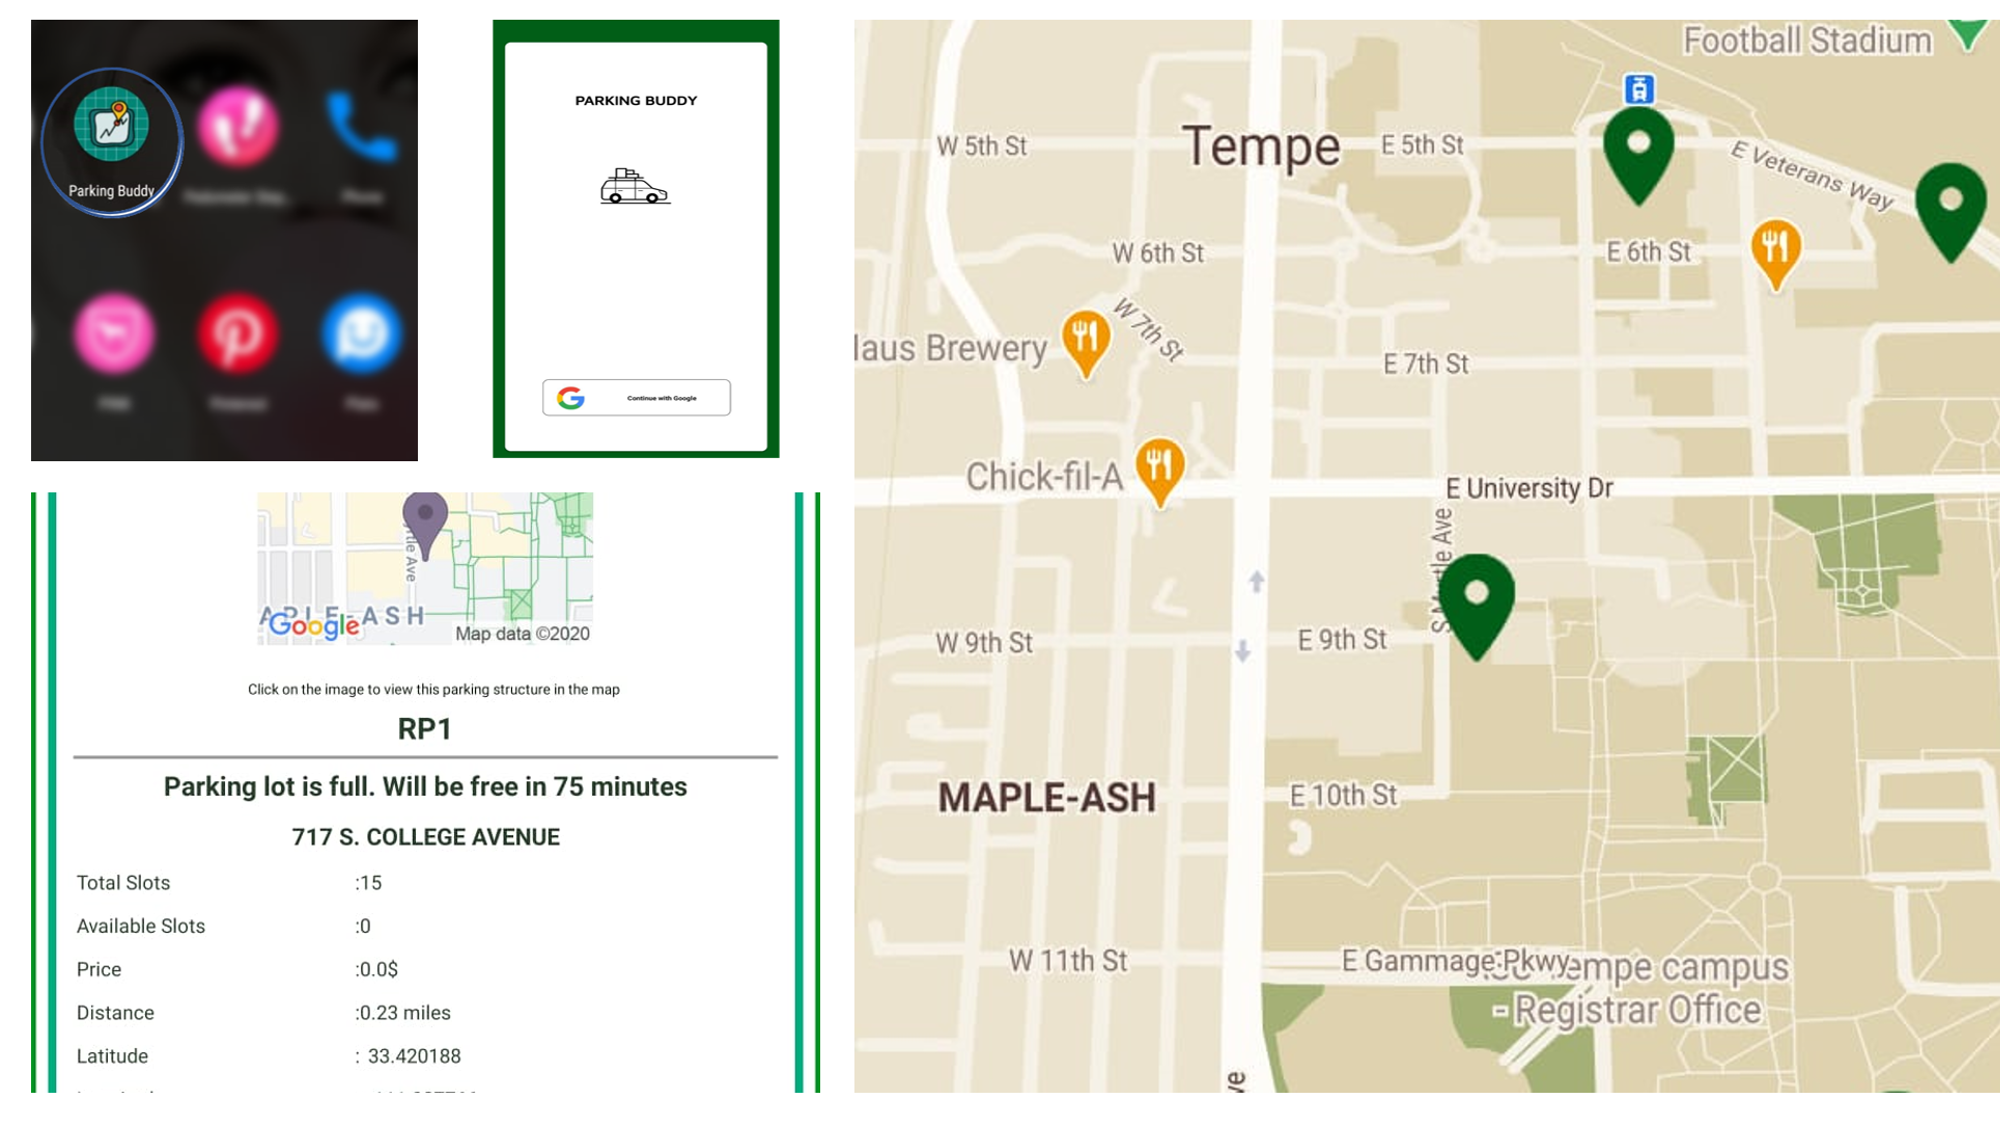 Parking Buddy
PARKING BUDDY
Continue with Google
tle Ave
A S H
Google
Map data ©2020
Click on the image to view this parking structure in the map
RP1
Parking lot is full. Will be free in 75 minutes
717 S. COLLEGE AVENUE
Total Slots :15
Available Slots :0
Price :0.0$
Distance :0.23 miles
Latitude : 33.420188
Football Stadium
W 5th St
Tempe
E 5th St
E Veterans Way
W 6th St
E 6th St
W 7th St
laus Brewery
E 7th St
Chick-fil-A
E University Dr
Ave
W 9th St
E 9th St
MAPLE-ASH
E 10th St
W 11th St
E Gammage Pkwy
empe campus
- Registrar Office
ve